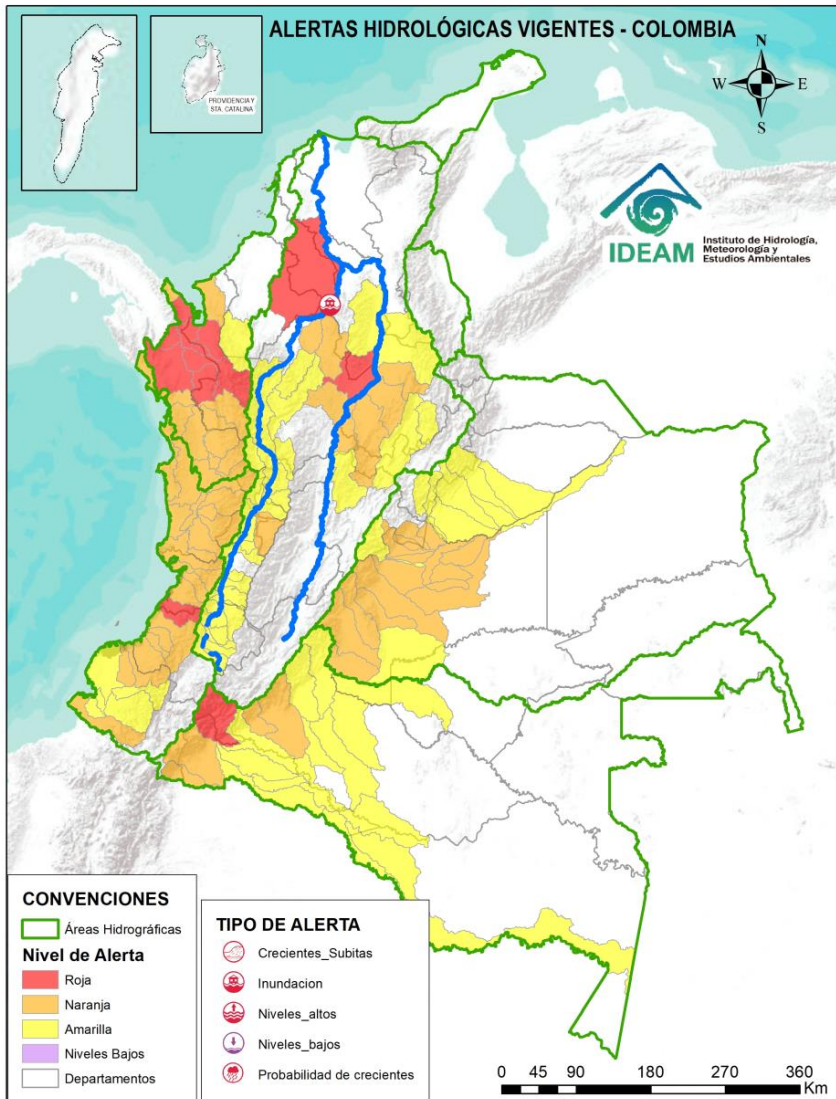 ALERTAS HIDROLÓGICAS VIGENTES - COLOMBIA
PROVIDENCIA Y
STA. CATALINA
N
W
E
S
IDEAM
Instituto de Hidrología,
Meteorología y
Estudios Ambientales
CONVENCIONES
Áreas Hidrográficas
Nivel de Alerta
Roja
Naranja
Amarilla
Niveles Bajos
Departamentos
TIPO DE ALERTA
Crecientes_Subitas
Inundacion
Niveles_altos
Niveles_bajos
Probabilidad de crecientes
0 45 90 180 270 360
Km